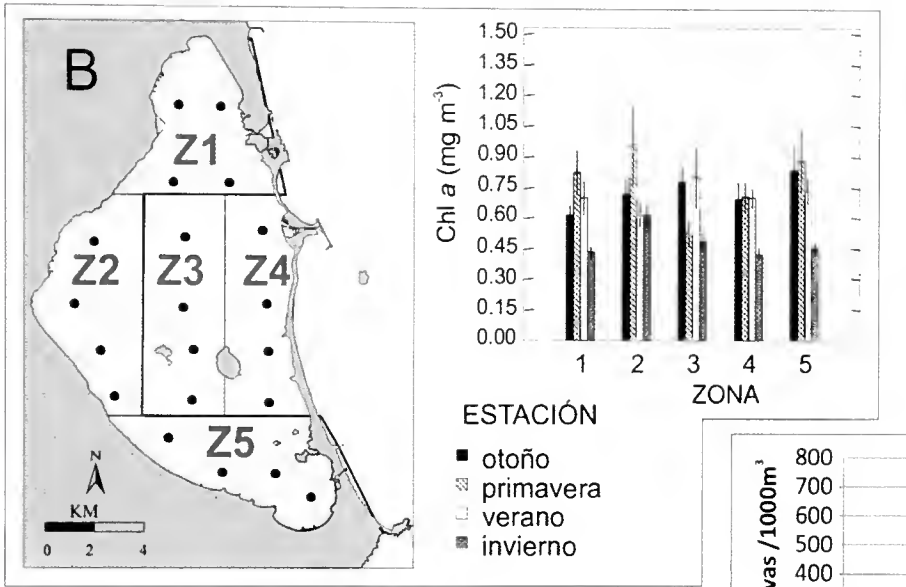 B
Z1
Z2
Z3
Z4
Z5
N
KM
0 2 4
Chl a (mg m-3)
1.50
1.35
1.20
1.05
0.90
0.75
0.60
0.45
0.30
0.15
0.00
1 2 3 4 5
ZONA
ESTACIÓN
otoño
primavera
verano
invierno
vas /1000m³
800
700
600
500
400